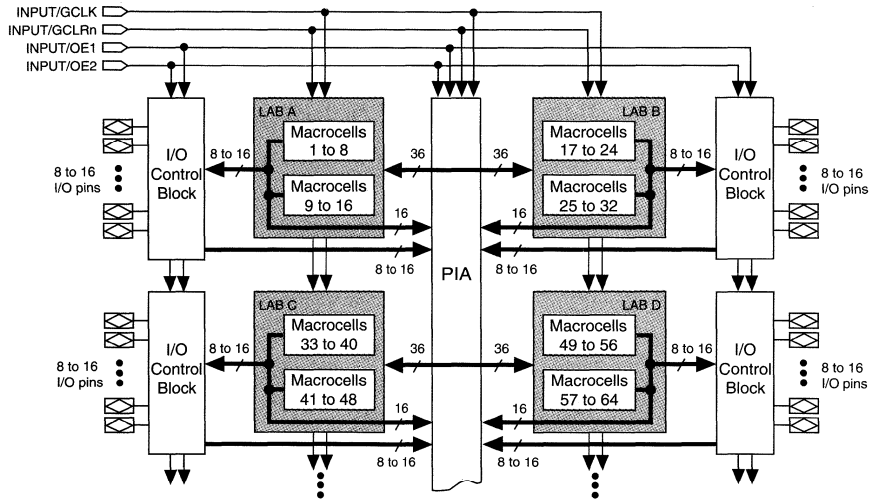 INPUT/GCLK
INPUT/GCLRn
INPUT/OE1
INPUT/OE2
LAB A
LAB B
Macrocells
1 to 8
Macrocells
17 to 24
I/O
Control
Block
8 to 16
36
36
8 to 16
I/O
Control
Block
8 to 16
I/O pins
8 to 16
I/O pins
Macrocells
9 to 16
Macrocells
25 to 32
16
16
8 to 16
8 to 16
PIA
LAB C
LAB D
Macrocells
33 to 40
Macrocells
49 to 56
I/O
Control
Block
8 to 16
36
36
8 to 16
I/O
Control
Block
8 to 16
I/O pins
8 to 16
I/O pins
Macrocells
41 to 48
Macrocells
57 to 64
16
16
8 to 16
8 to 16